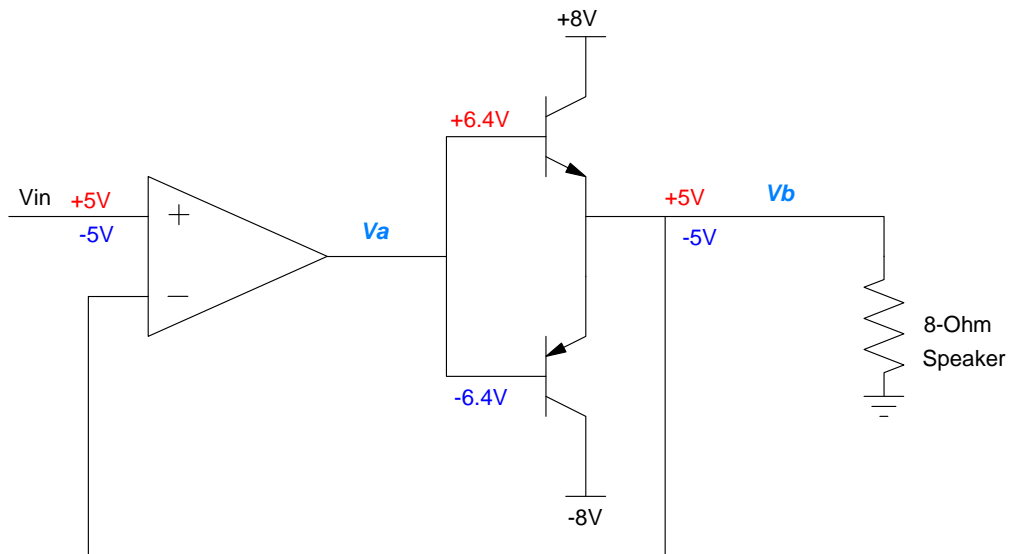 +8V
+6.4V
Vin
+5V
-5V
+
−
Va
+5V
-5V
Vb
8-Ohm
Speaker
-6.4V
-8V